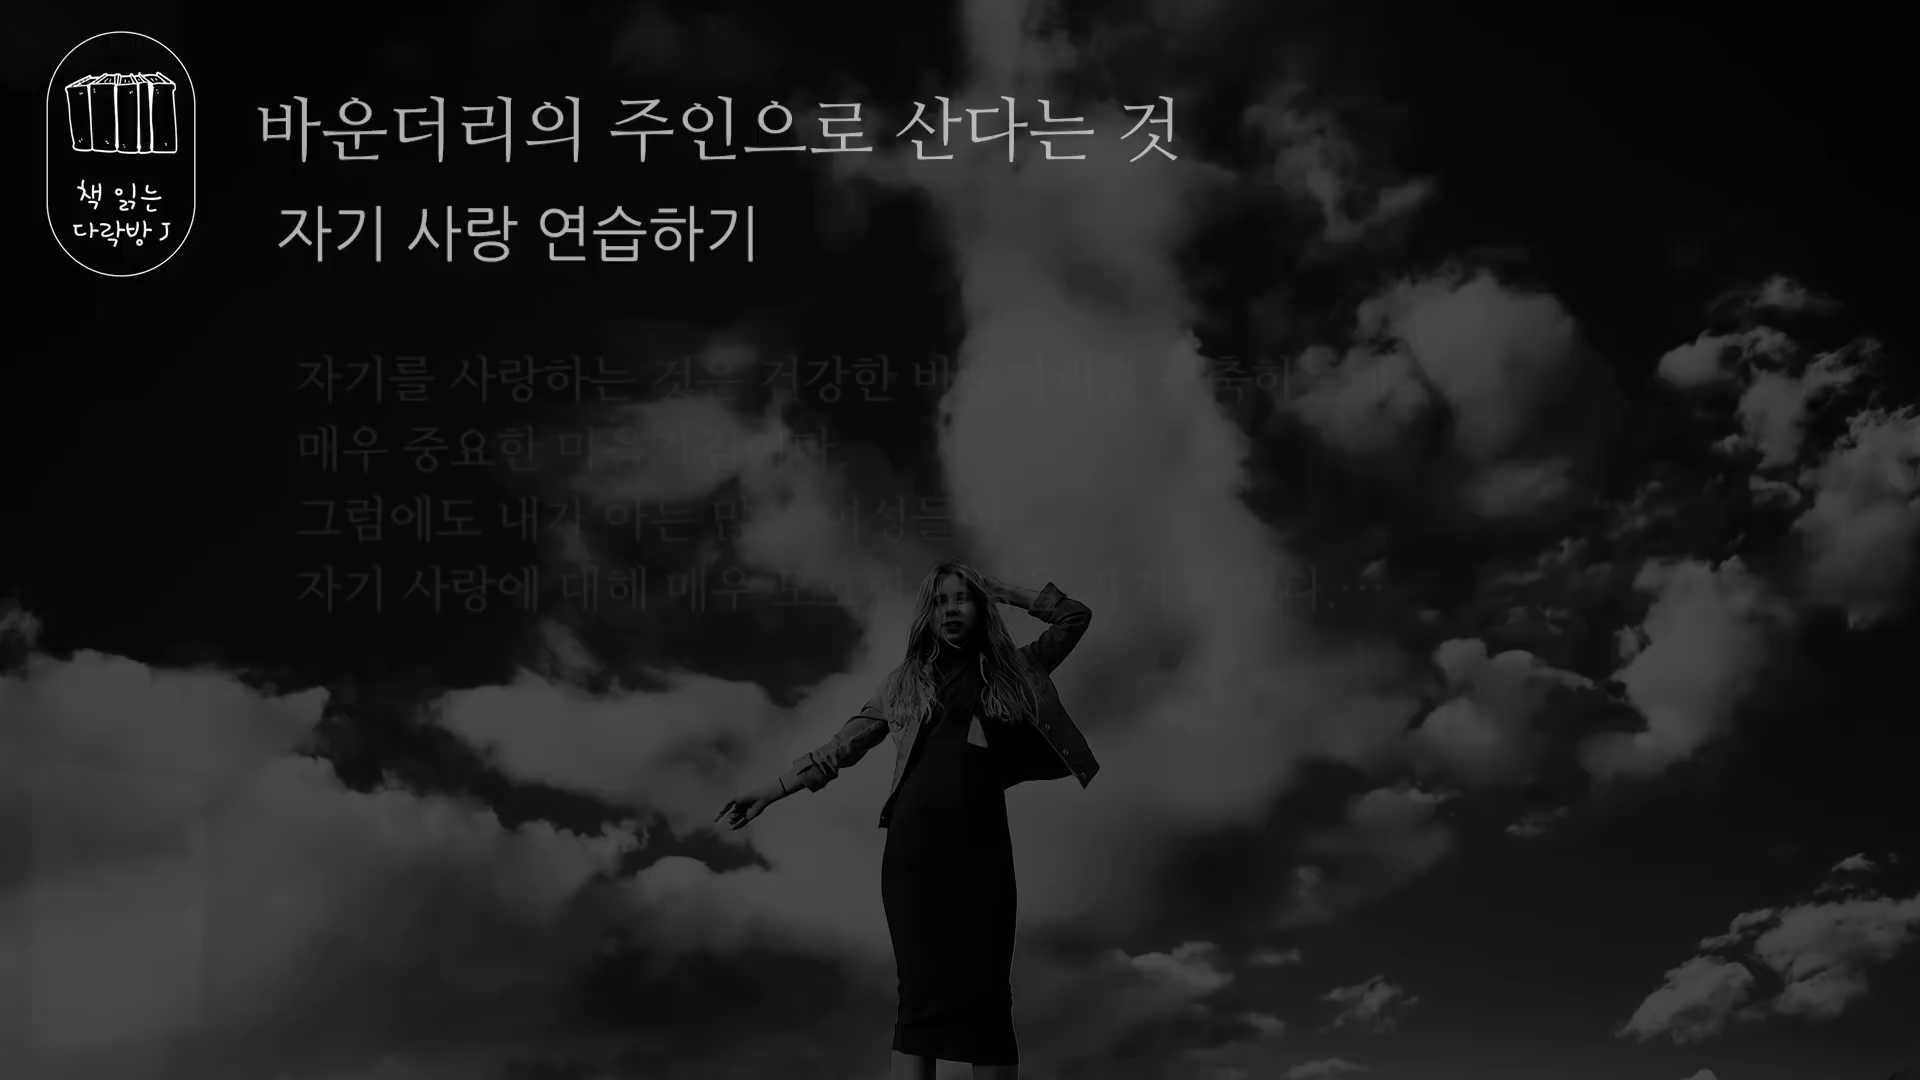 책 읽는
다락방 J
바운더리의 주인으로 산다는 것
자기 사랑 연습하기
자기를 사랑하는 것은 건강한
매우 중요한
그럼에도 내가 아는
자기 사랑에 대해 매우